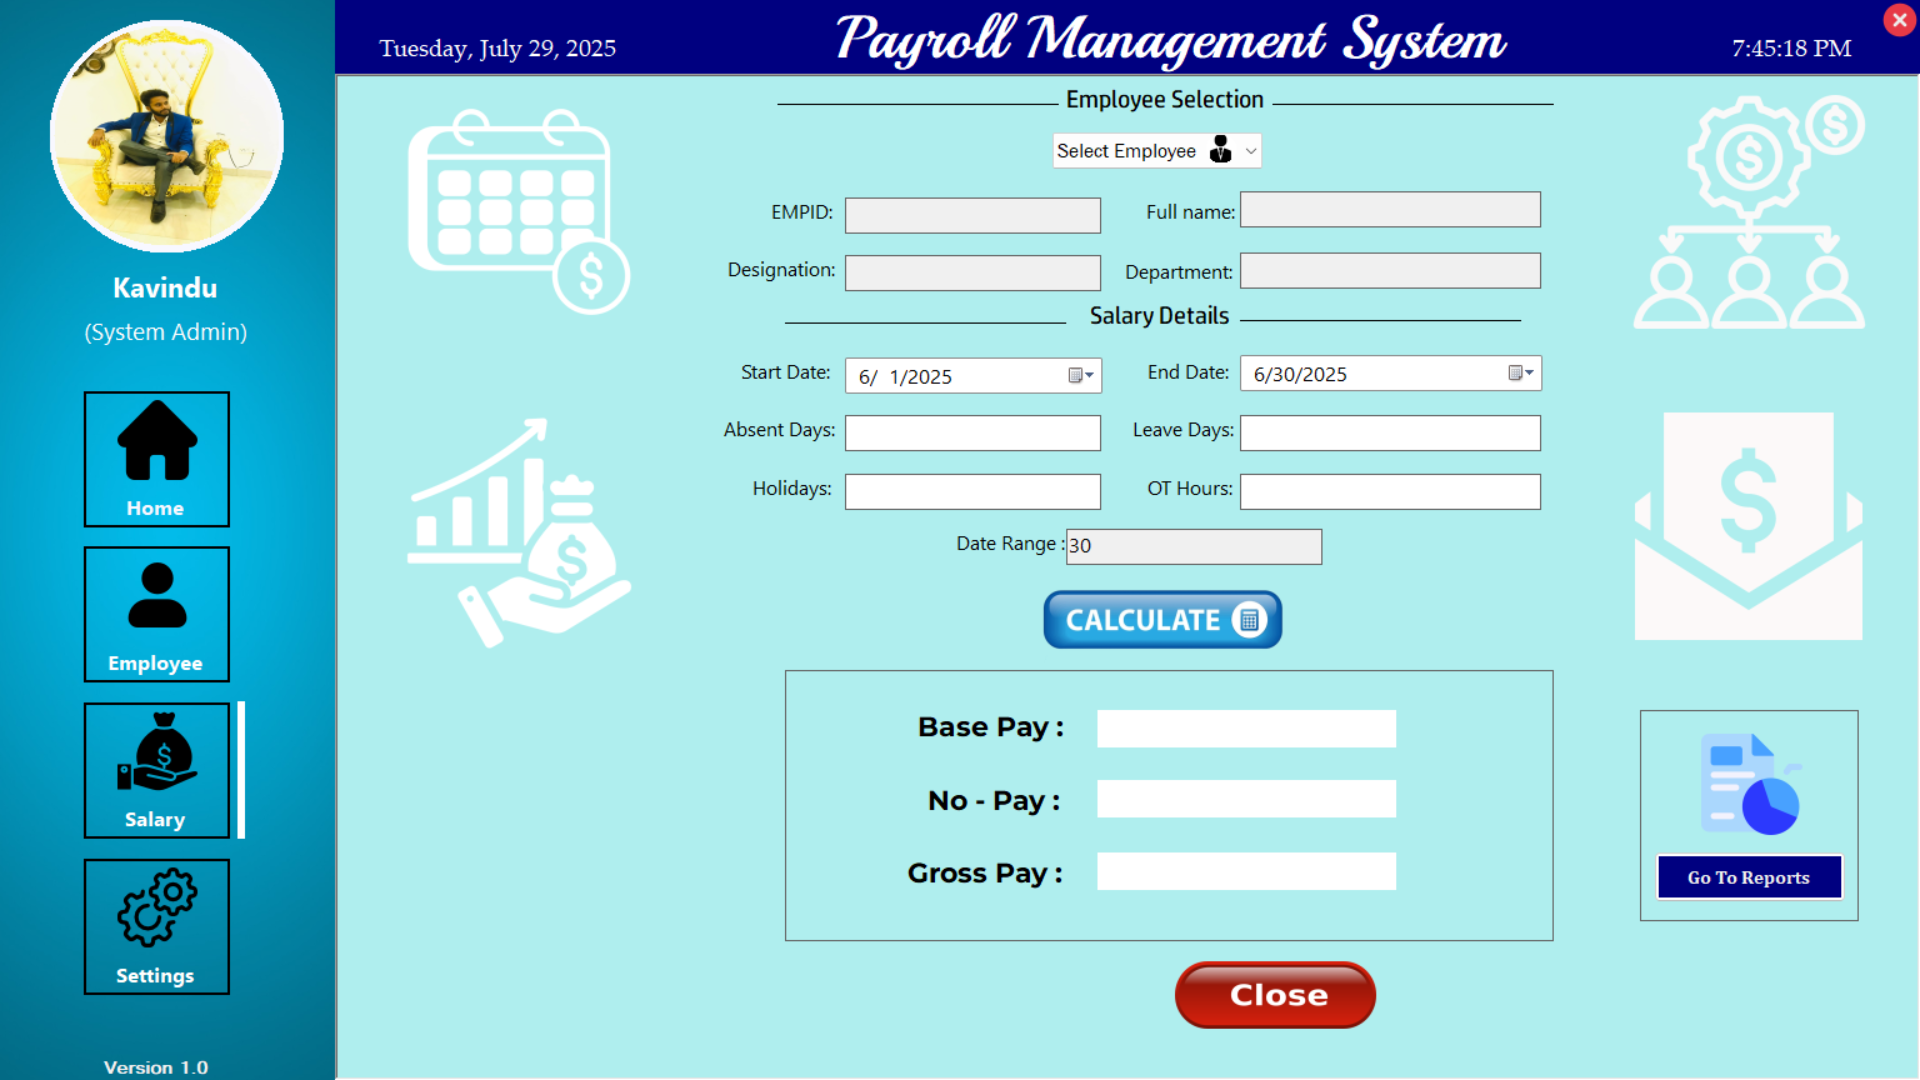 Tuesday, July 29, 2025
Payroll Management System
7:45:18 PM
Kavindu
(System Admin)
Home
Employee
Salary
Settings
Version 1.0
Employee Selection
Select Employee
EMPID:
Full name:
Designation:
Department:
Salary Details
Start Date: 6/ 1/2025
End Date: 6/30/2025
Absent Days:
Leave Days:
Holidays:
OT Hours:
Date Range : 30
CALCULATE
Base Pay :
No - Pay :
Gross Pay :
Go To Reports
Close